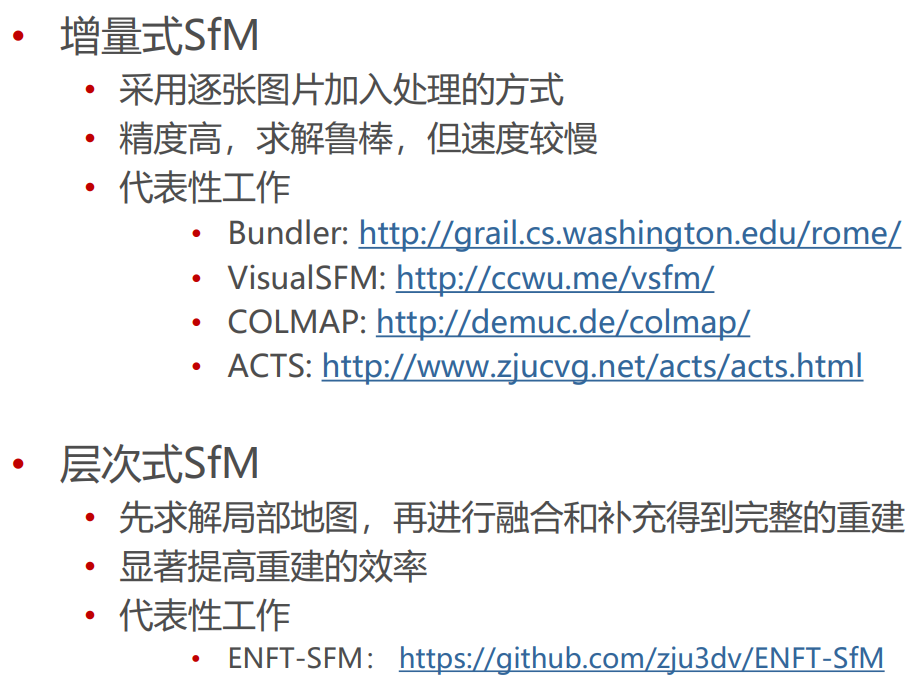 • 增量式SfM
• 采用逐张图片加入处理的方式
• 精度高，求解鲁棒，但速度较慢
• 代表性工作
• Bundler: http://grail.cs.washington.edu/rome/
• VisualSFM: http://ccwu.me/vsfm/
• COLMAP: http://demuc.de/colmap/
• ACTS: http://www.zjucvg.net/acts/acts.html
• 层次式SfM
• 先求解局部地图，再进行融合和补充得到完整的重建
• 显著提高重建的效率
• 代表性工作
• ENFT-SFM： https://github.com/zju3dv/ENFT-SfM